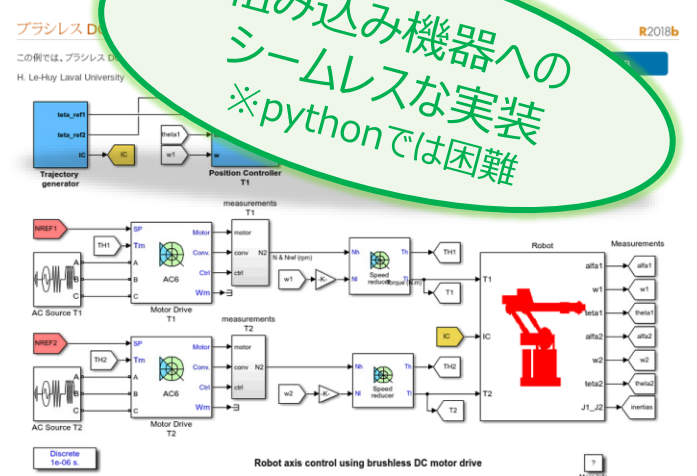 ブラシレス D
R2018b
この例では、ブラシレス D
H. Le-Huy Laval University
組み込み機器への
シームレスな実装
※pythonでは困難
teta_ref1
teta_ref2
IC
Trajectory
generator
IC
theta1
w1
w
Position Controller
T1
measurements
T1
NREF1
TH1
SP
Tm
A
B
C
A
B
C
AC Source T1
Motor
Conv.
Ctrl
Wm
AC6
Motor Drive
T1
motor
conv
ctrl
N2
N & Nref (rpm)
w1
-K-
Nh
Nl
Th
Tl
Speed
reducer
Torque (N.m)
TH1
T1
Robot
Measurements
T1
IC
T2
IC
alfa1
w1
teta1
alfa2
w2
teta2
J1_J2
alfa1
w1
theta1
alfa2
w2
theta2
inertias
measurements
T2
NREF2
TH2
SP
Tm
A
B
C
A
B
C
AC Source T2
Motor
Conv.
Ctrl
Wm
AC6
Motor Drive
T2
motor
conv
ctrl
N2
w2
-K-
Nh
Nl
Th
Tl
Speed
reducer
TH2
T2
Discrete
1e-06 s.
Robot axis control using brushless DC motor drive
?